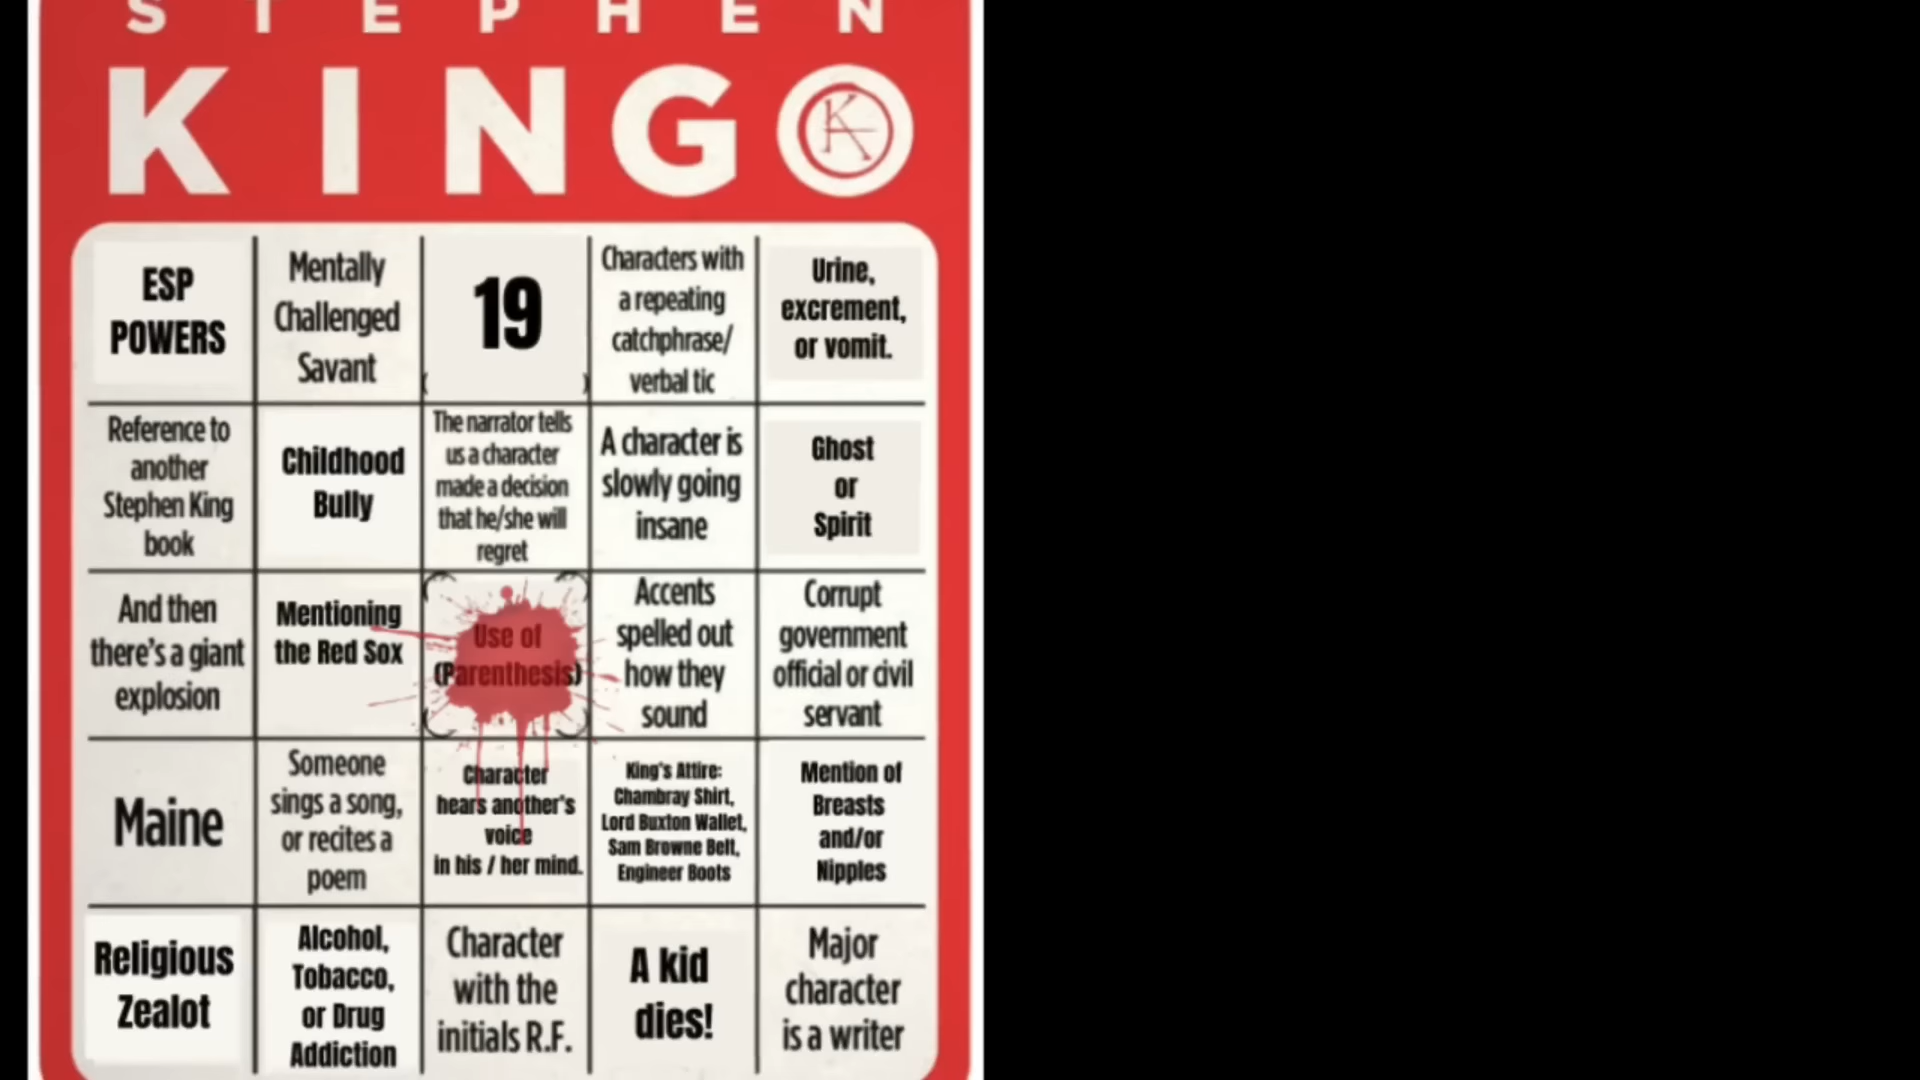 STEPHEN
KINGO
K
ESP
POWERS
Mentally
Challenged
Savant
19
Characters with
a repeating
catchphrase/
verbal tic
Urine,
excrement,
or vomit.
Reference to
another
Stephen King
book
Childhood
Bully
The narrator tells
us a character
made a decision
that he/she will
regret
A character is
slowly going
insane
Ghost
or
Spirit
And then
there's a giant
explosion
Mentioning
the Red Sox
Use of
(Parenthesis)
Accents
spelled out
how they
sound
Corrupt
government
official or civil
servant
Maine
Someone
sings a song,
or recites a
poem
Character
hears another's
voice
in his / her mind.
King's Attire:
Chambray Shirt,
Lord Buxton Wallet,
Sam Browne Belt,
Engineer Boots
Mention of
Breasts
and/or
Nipples
Religious
Zealot
Alcohol,
Tobacco,
or Drug
Addiction
Character
with the
initials R.F.
A kid
dies!
Major
character
is a writer